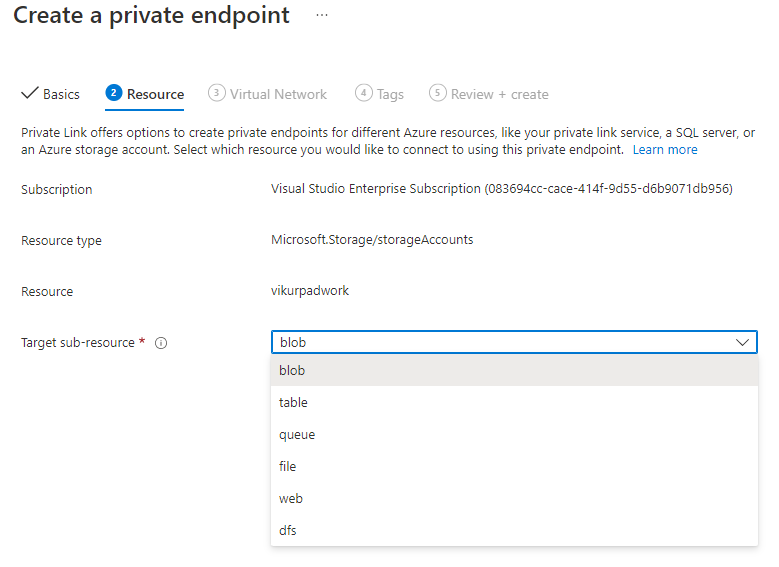 Create a private endpoint ...
Basics 2 Resource 3 Virtual Network 4 Tags 5 Review + create
Private Link offers options to create private endpoints for different Azure resources, like your private link service, a SQL server, or
an Azure storage account. Select which resource you would like to connect to using this private endpoint. Learn more
Subscription Visual Studio Enterprise Subscription (083694cc-cace-414f-9d55-d6b9071db956)
Resource type Microsoft.Storage/storageAccounts
Resource vikurpadwork
Target sub-resource * blob
blob
table
queue
file
web
dfs